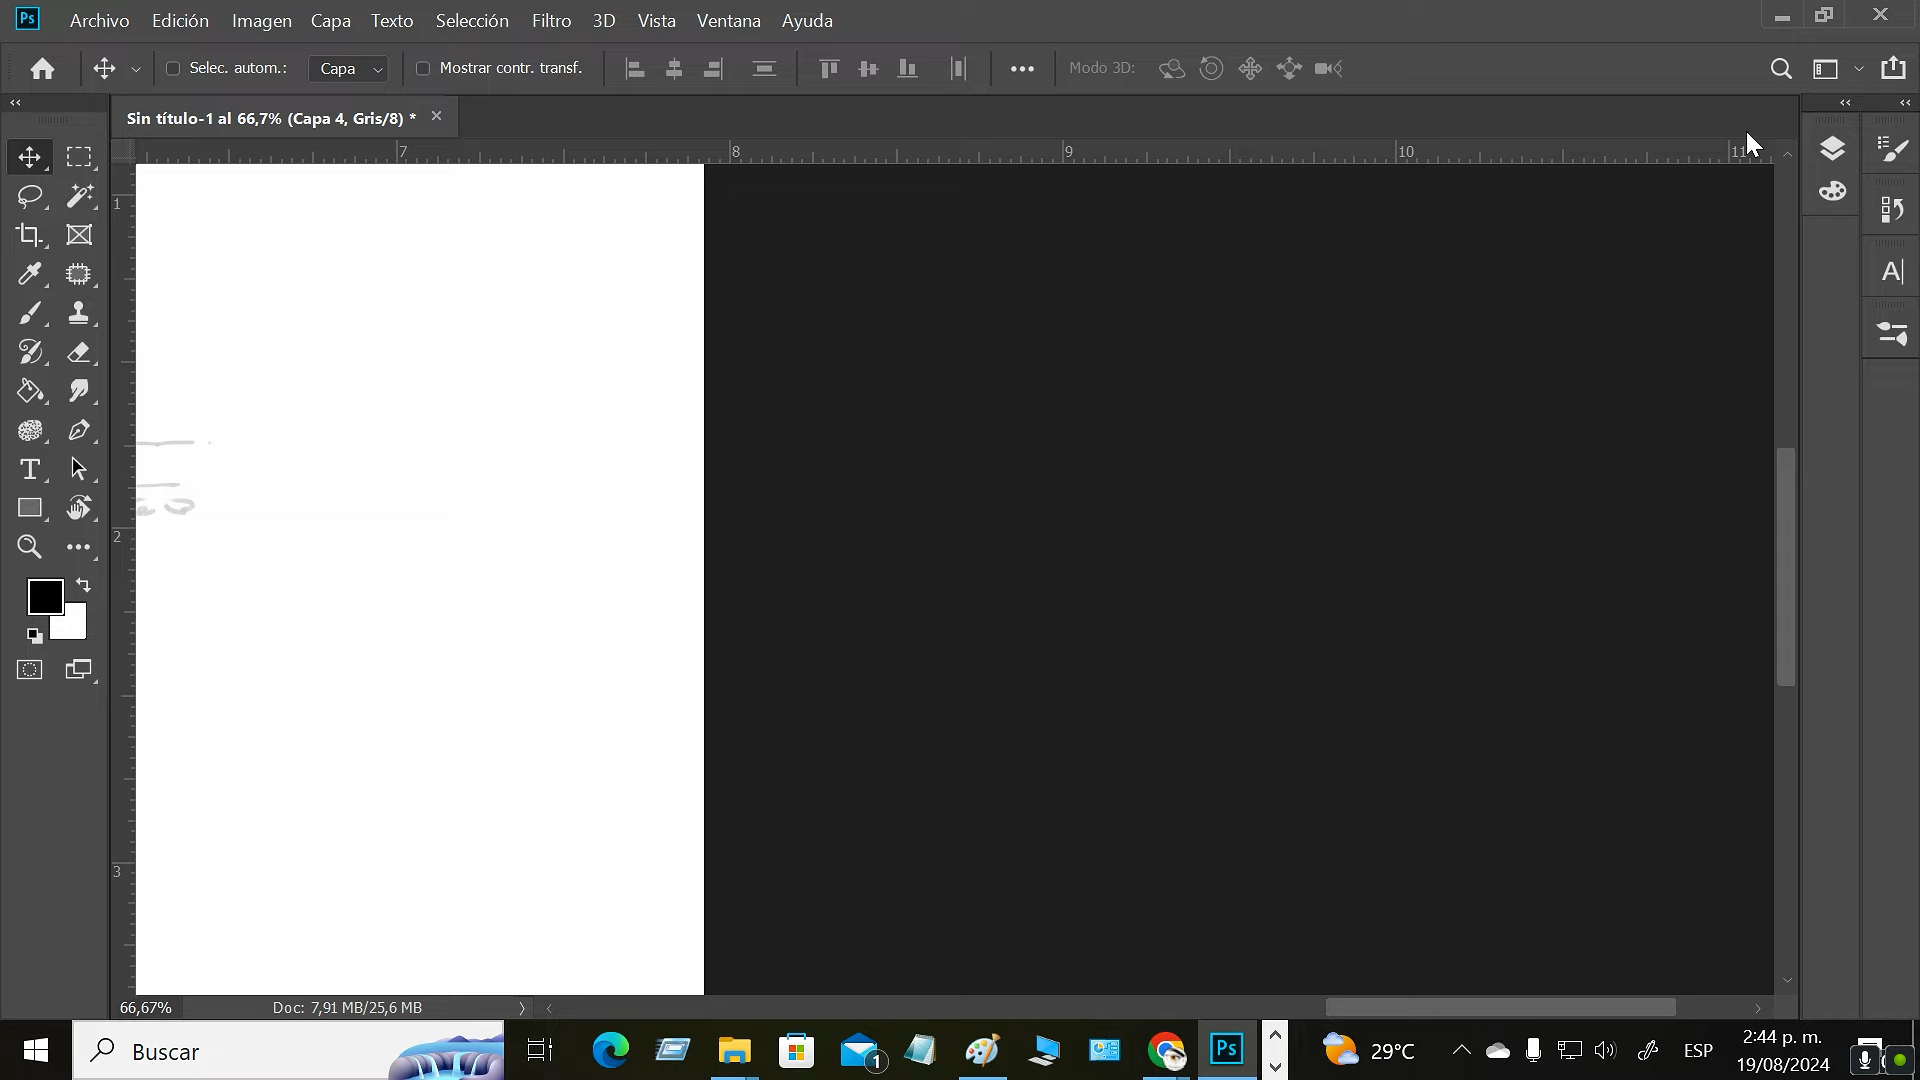 Ps Archivo Edición Imagen Capa Texto Selección Filtro 3D Vista Ventana Ayuda
Selec. autom.: Capa Mostrar contr. transf. Modo 3D:
Sin título-1 al 66,7% (Capa 4, Gris/8) *
7 8 9 10 11
1
2
3
66,67% Doc: 7,91 MB/25,6 MB
Buscar 1 Ps 29°C ESP 2:44 p. m.
19/08/2024